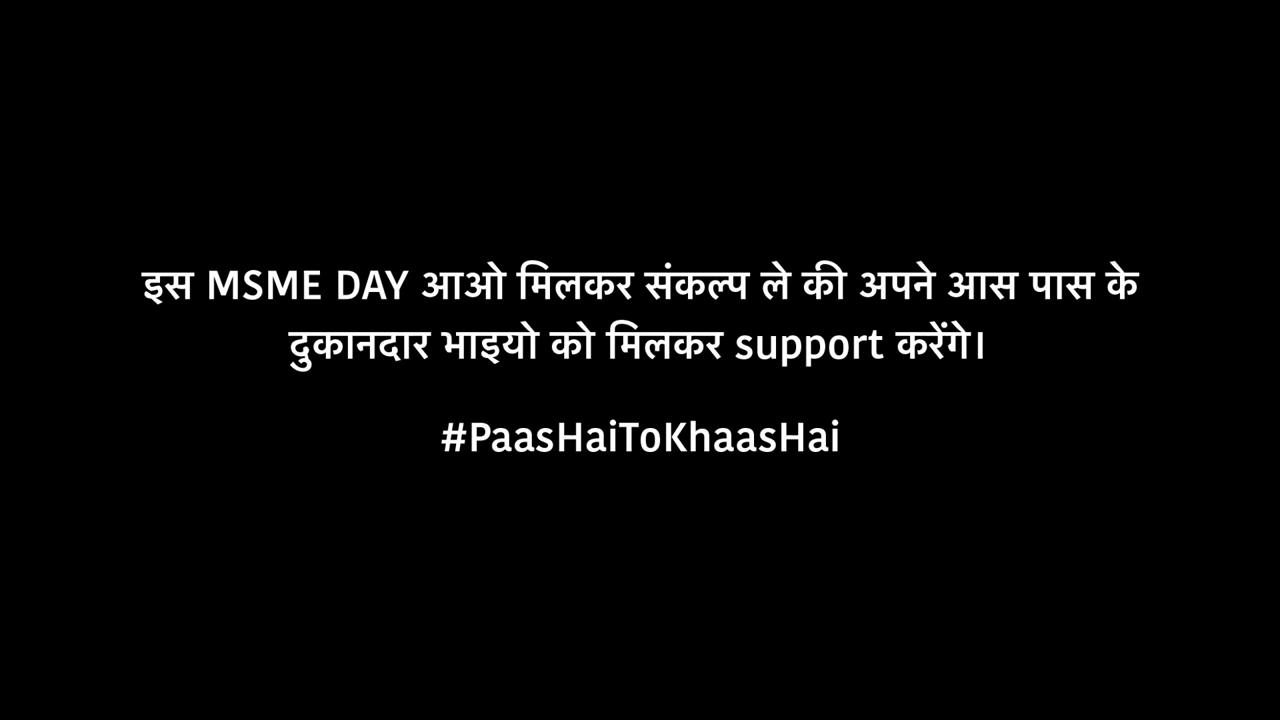 इस MSME DAY आओ मिलकर संकल्प ले की अपने आस पास के
दुकानदार भाइयो को मिलकर support करेंगे।
#PaasHaiToKhaasHai